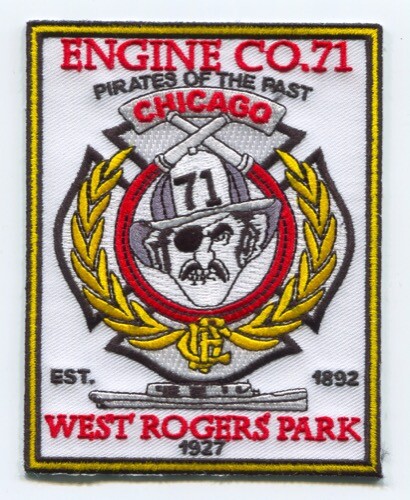 ENGINE CO.71
PIRATES OF THE PAST
CHICAGO
71
CFD
EST. 1892
WEST ROGERS PARK
1927